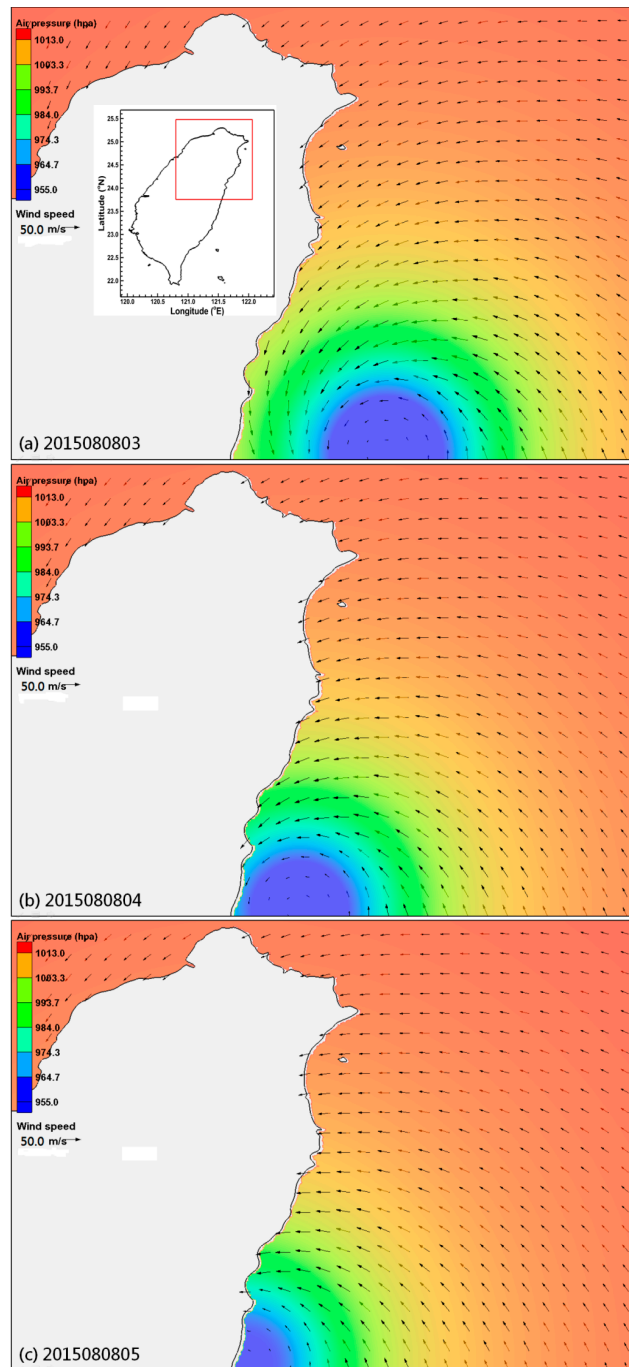 Air pressure (hpa)
1013.0
1003.3
993.7
984.0
974.3
964.7
955.0
Wind speed
50.0 m/s
25.5
25.0
24.5
24.0
23.5
23.0
22.5
22.0
Latitude (°N)
120.0 120.5 121.0 121.5 122.0
Longitude (°E)
(a) 2015080803
Air pressure (hpa)
1013.0
1003.3
993.7
984.0
974.3
964.7
955.0
Wind speed
50.0 m/s
(b) 2015080804
Air pressure (hpa)
1013.0
1003.3
993.7
984.0
974.3
964.7
955.0
Wind speed
50.0 m/s
(c) 2015080805